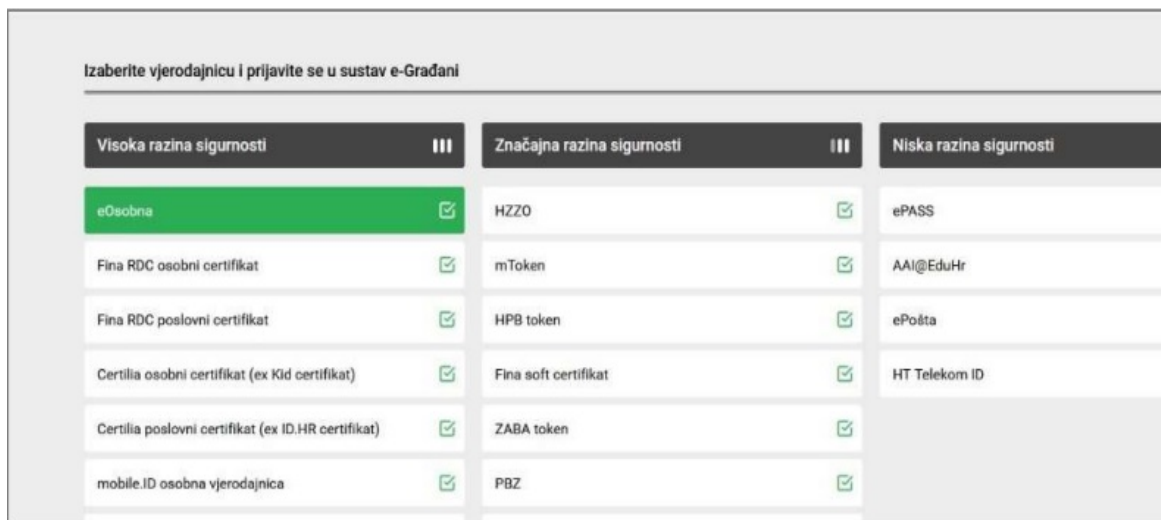 Izaberite vjerodajnicu i prijavite se u sustav e-Građani
Visoka razina sigurnosti
eOsobna
Fina RDC osobni certifikat
Fina RDC poslovni certifikat
Certilia osobni certifikat (ex Kid certifikat)
Certilia poslovni certifikat (ex ID.HR certifikat)
mobile.ID osobna vjerodajnica
Značajna razina sigurnosti
HZZO
mToken
HPB token
Fina soft certifikat
ZABA token
PBZ
Niska razina sigurnosti
ePASS
AAI@EduHr
ePošta
HT Telekom ID